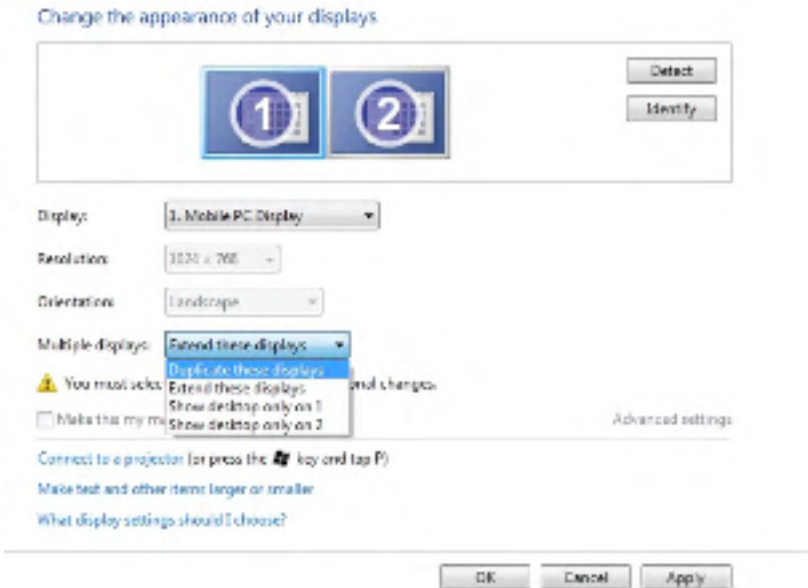 Change the appearance of your displays
Detect
1 2
Identify
Display: 1. Mobile PC Display
Resolution: 1024 x 768
Orientation: Landscape
Multiple displays: Extend these displays
Duplicate these displays
You must selec onal changes.
Extend these displays
Show desktop only on 1
Make this my m Advanced settings
Show desktop only on 2
Connect to a projector (or press the key and tap P)
Make text and other items larger or smaller
What display settings should I choose?
OK Cancel Apply